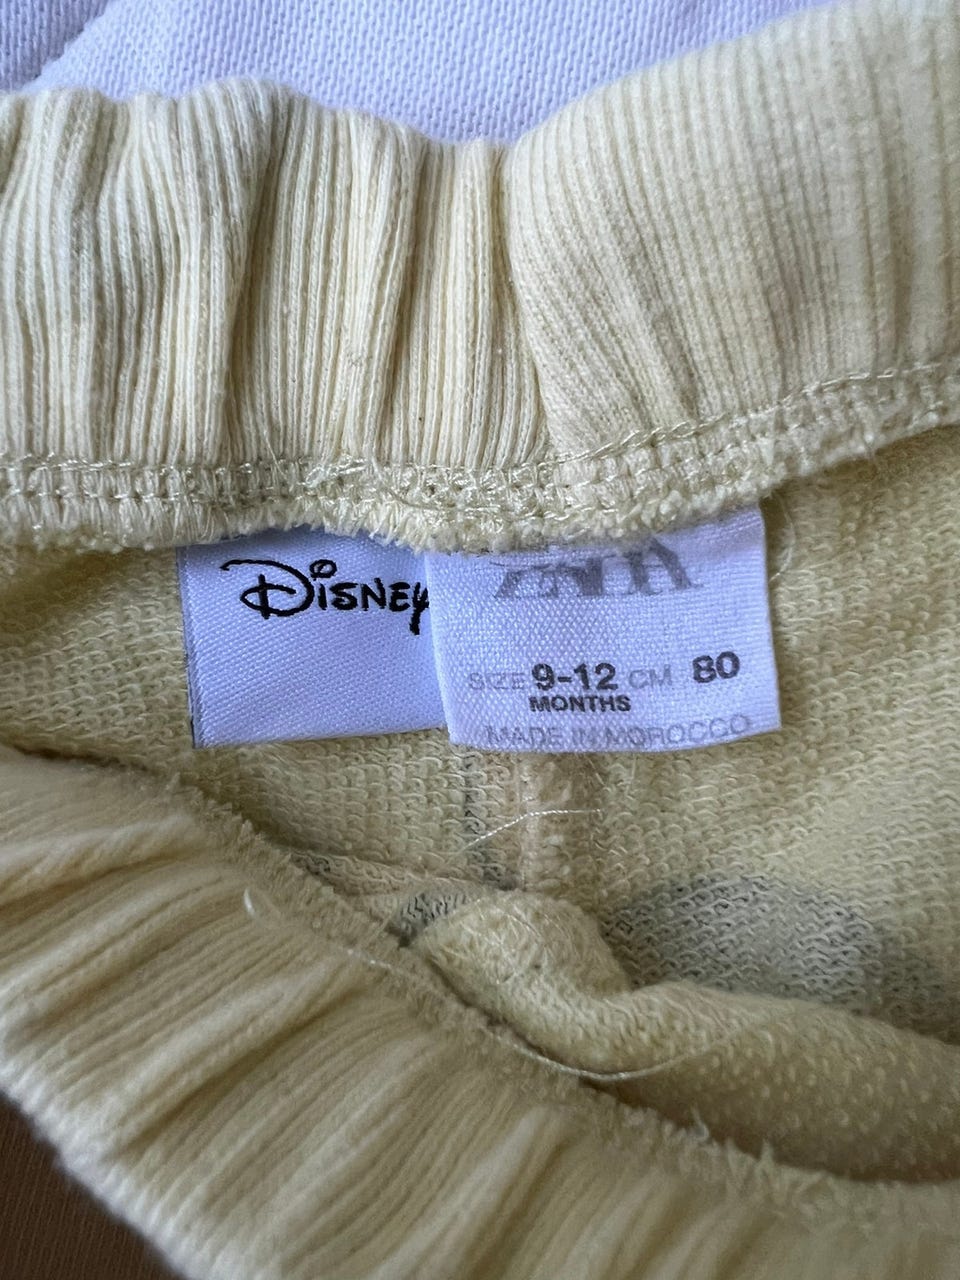 Disney
ZARA
SIZE 9-12 CM 80
MONTHS
MADE IN MOROCCO